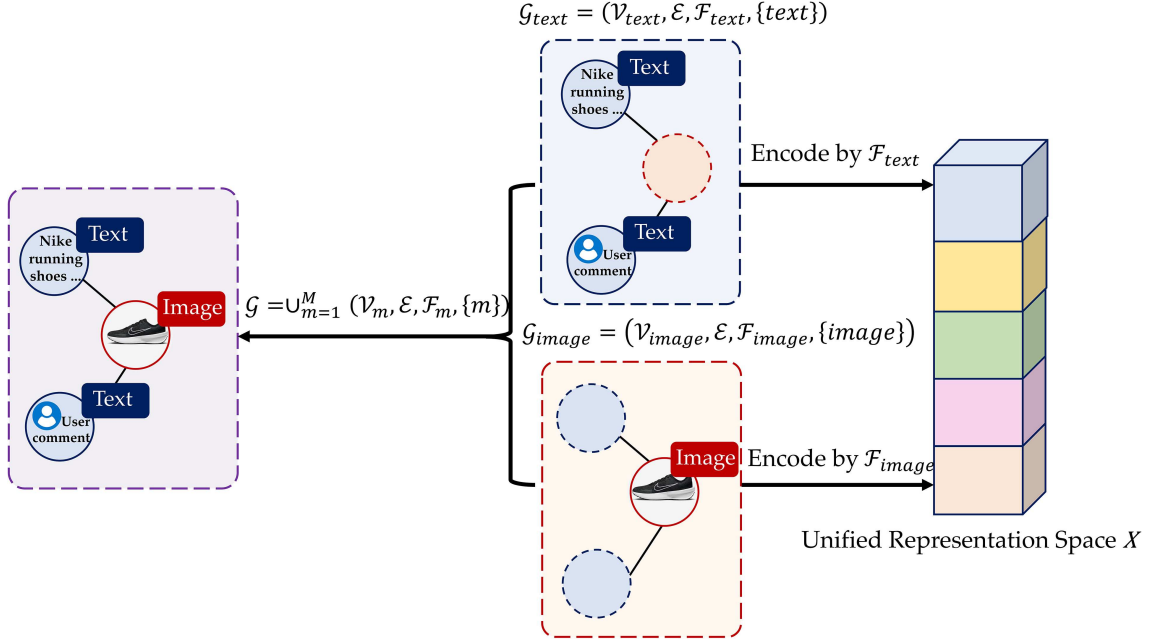 𝒢_text = (𝒱_text, ℰ, ℱ_text, {text})
Nike
running
shoes ...
Text
Text
User
comment
Encode by ℱ_text
Nike
running
shoes ...
Text
Image
Text
User
comment
𝒢 =∪_{m=1}^{M} (𝒱_m, ℰ, ℱ_m, {m})
𝒢_image = (𝒱_image, ℰ, ℱ_image, {image})
Image
Encode by ℱ_image
Unified Representation Space X